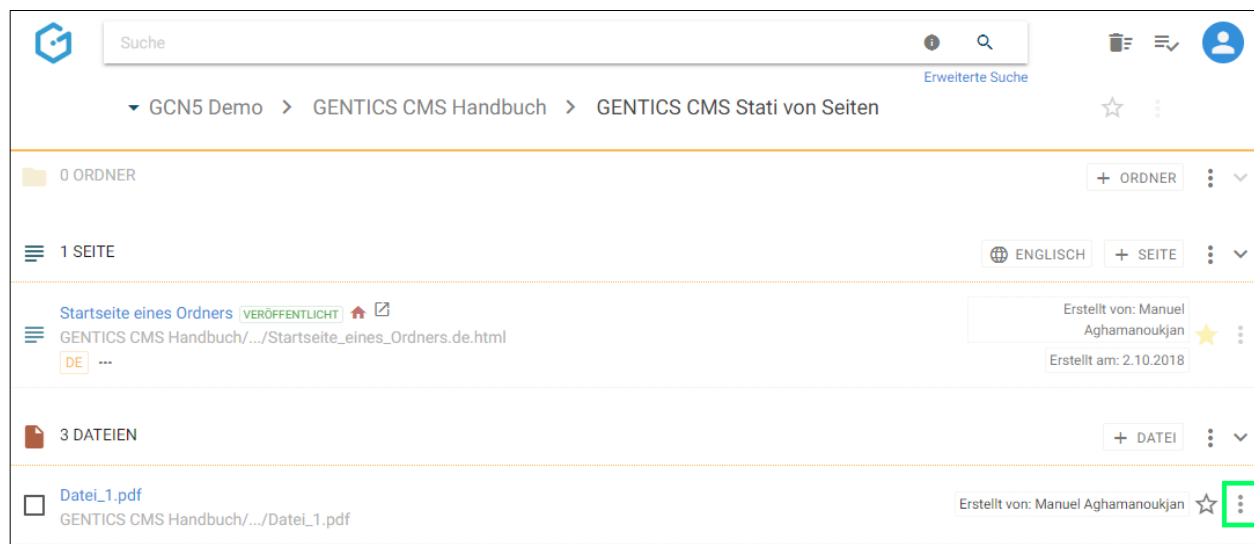 Suche
Erweiterte Suche
GCN5 Demo > GENTICS CMS Handbuch > GENTICS CMS Stati von Seiten
0 ORDNER
+ ORDNER
1 SEITE
ENGLISCH
+ SEITE
Startseite eines Ordners VERÖFFENTLICHT
GENTICS CMS Handbuch/.../Startseite_eines_Ordners.de.html
DE ...
Erstellt von: Manuel
Aghamanoukjan
Erstellt am: 2.10.2018
3 DATEIEN
+ DATEI
Datei_1.pdf
GENTICS CMS Handbuch/.../Datei_1.pdf
Erstellt von: Manuel Aghamanoukjan